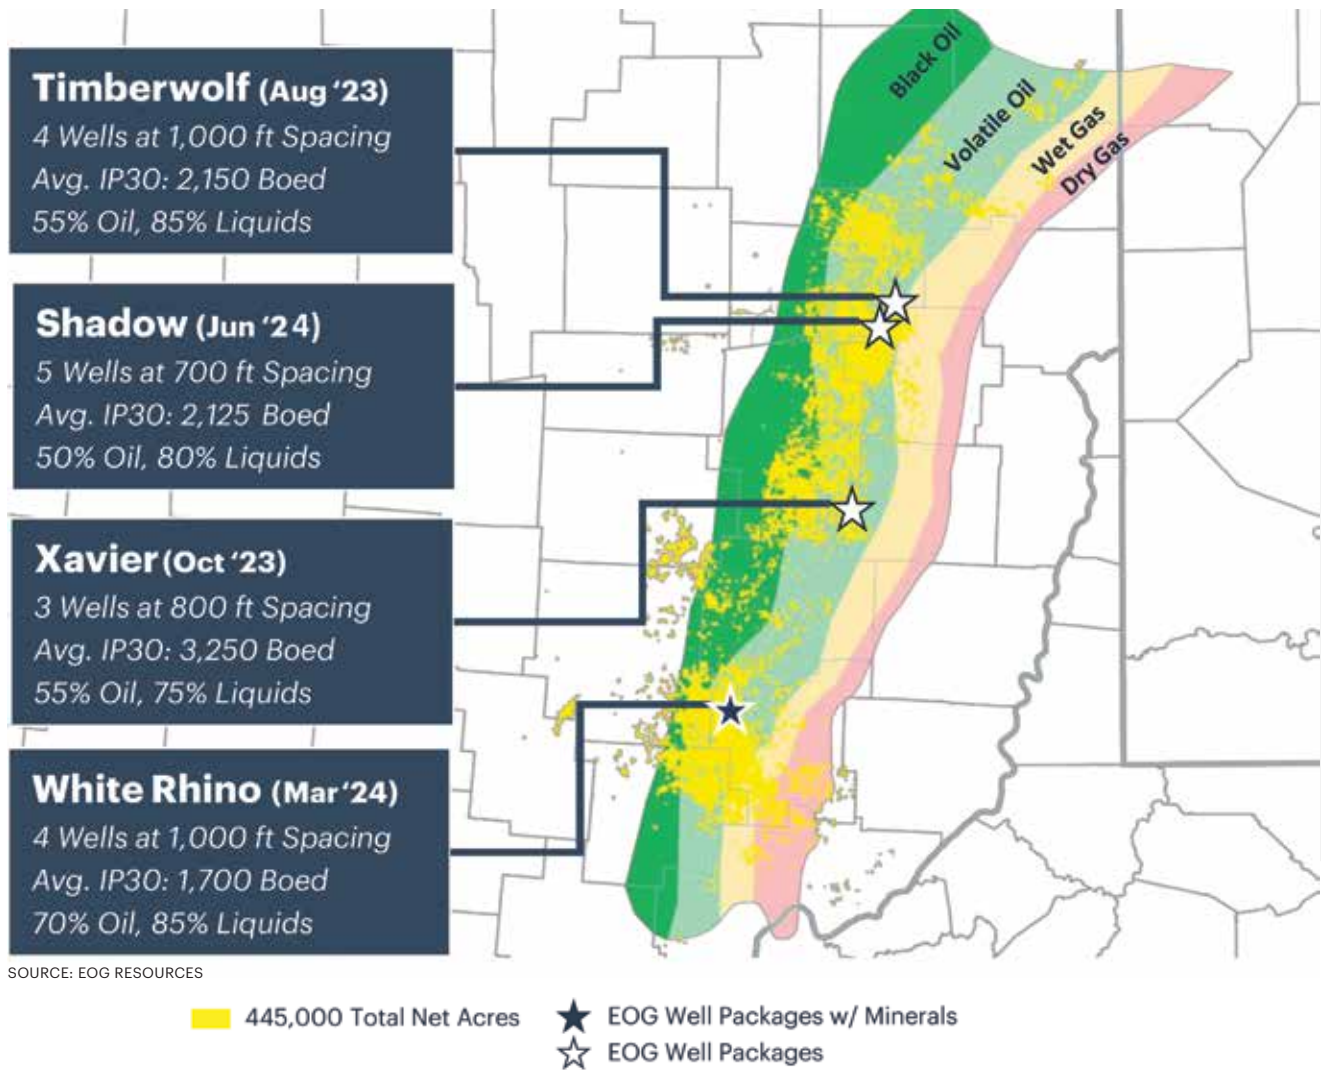 Timberwolf (Aug '23)
4 Wells at 1,000 ft Spacing
Avg. IP30: 2,150 Boed
55% Oil, 85% Liquids
Shadow (Jun '24)
5 Wells at 700 ft Spacing
Avg. IP30: 2,125 Boed
50% Oil, 80% Liquids
Xavier (Oct '23)
3 Wells at 800 ft Spacing
Avg. IP30: 3,250 Boed
55% Oil, 75% Liquids
White Rhino (Mar '24)
4 Wells at 1,000 ft Spacing
Avg. IP30: 1,700 Boed
70% Oil, 85% Liquids
Black Oil
Volatile Oil
Wet Gas
Dry Gas
SOURCE: EOG RESOURCES
445,000 Total Net Acres
EOG Well Packages w/ Minerals
EOG Well Packages